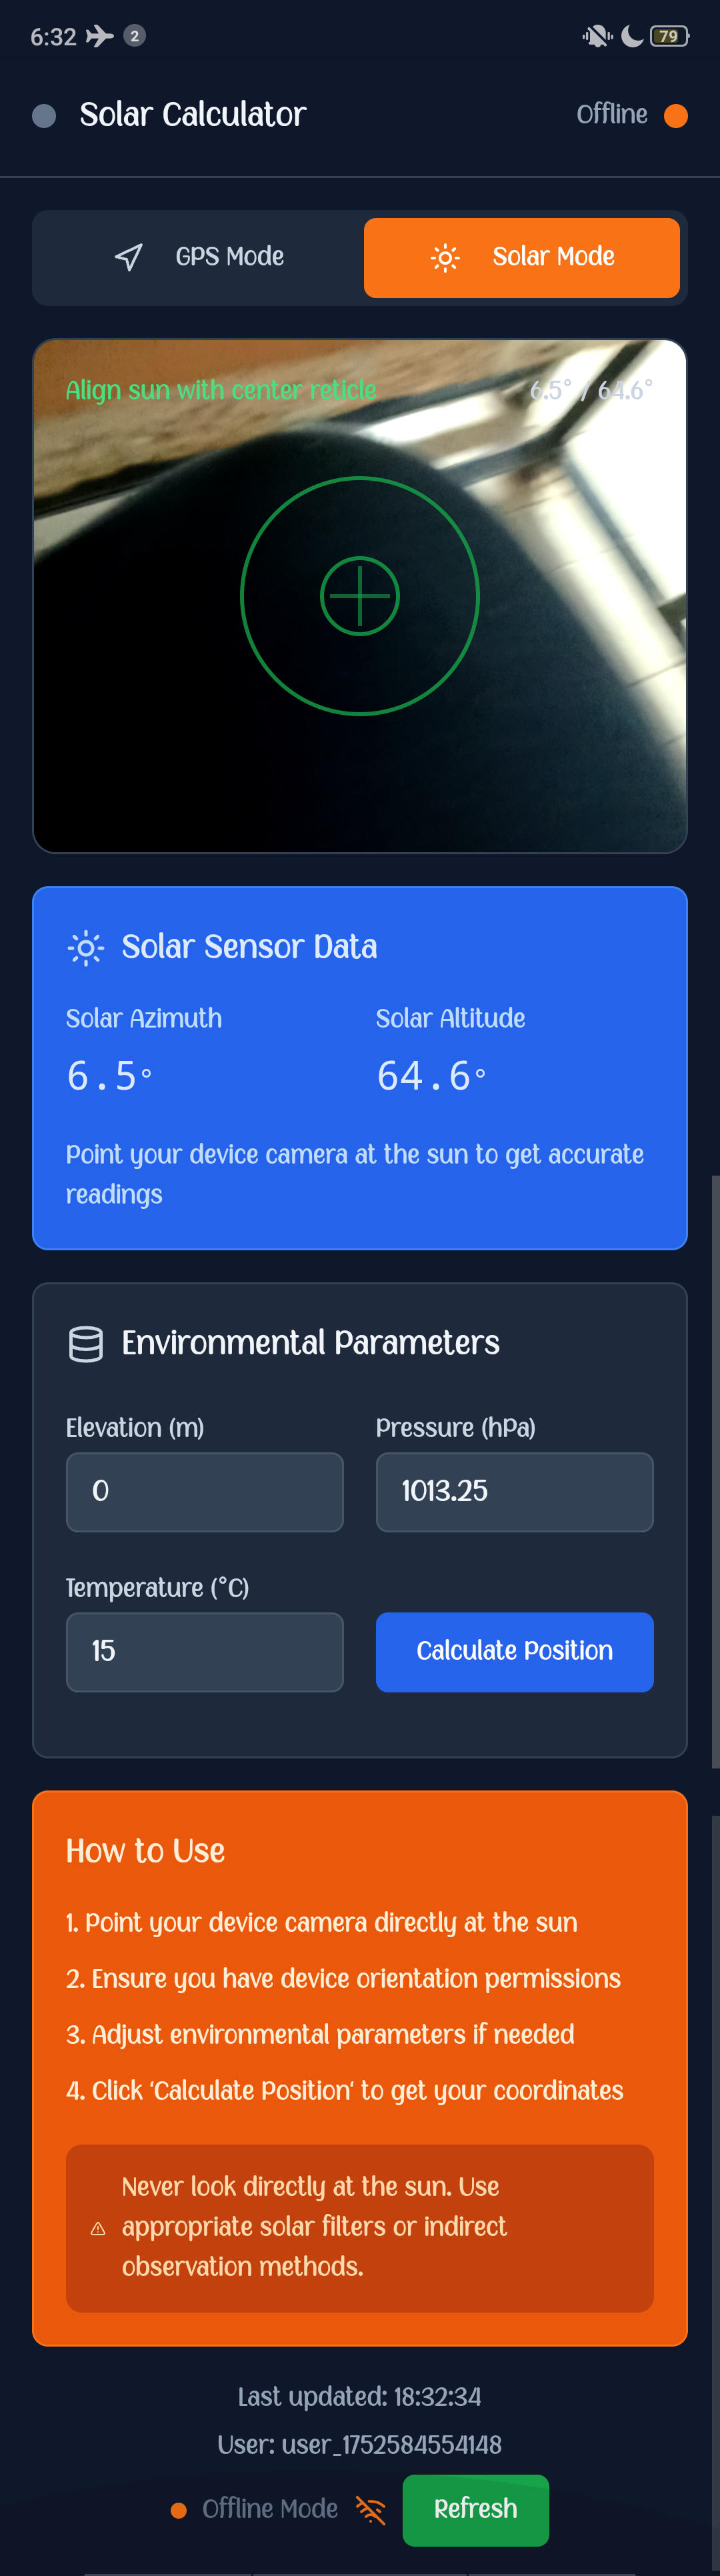 6:32 2 79
Solar Calculator Offline
GPS Mode Solar Mode
Align sun with center reticle 6.5° / 64.6°
Solar Sensor Data
Solar Azimuth Solar Altitude
6.5° 64.6°
Point your device camera at the sun to get accurate
readings
Environmental Parameters
Elevation (m) Pressure (hPa)
0 1013.25
Temperature (°C)
15 Calculate Position
How to Use
1. Point your device camera directly at the sun
2. Ensure you have device orientation permissions
3. Adjust environmental parameters if needed
4. Click 'Calculate Position' to get your coordinates
Never look directly at the sun. Use
appropriate solar filters or indirect
observation methods.
Last updated: 18:32:34
User: user_1752584554148
Offline Mode Refresh